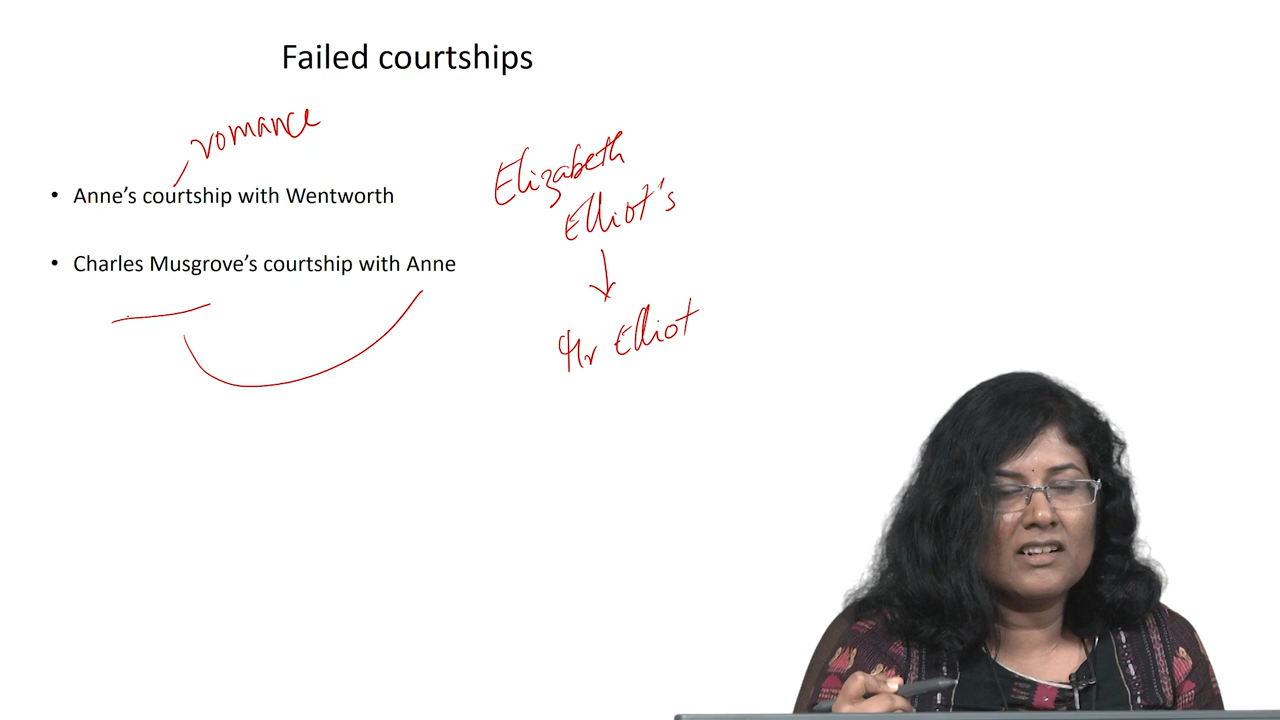 Failed courtships
romance
• Anne's courtship with Wentworth
• Charles Musgrove's courtship with Anne
Elizabeth
Elliot's
Mr Elliot